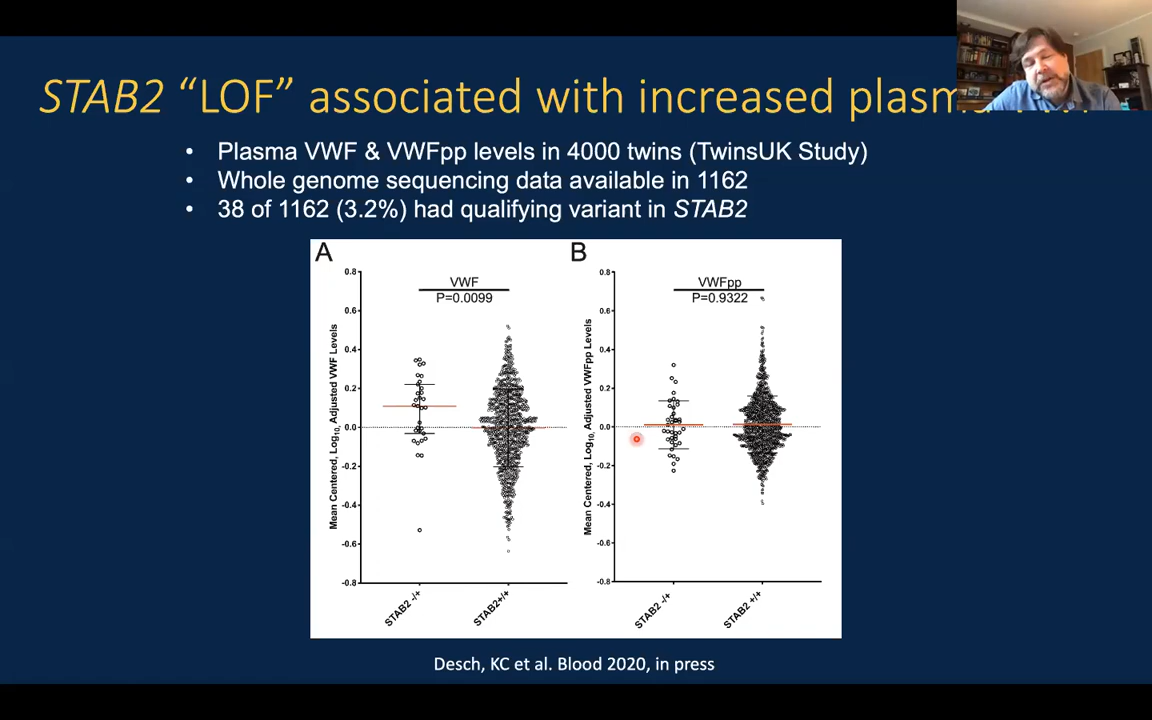 STAB2 “LOF” associated with increased
• Plasma VWF & VWFpp levels in 4000 twins (TwinsUK Study)
• Whole genome sequencing data available in 1162
• 38 of 1162 (3.2%) had qualifying variant in STAB2
A
VWF
P=0.0099
Mean Centered, Log10, Adjusted VWF Levels
0.8
0.6
0.4
0.2
0.0
-0.2
-0.4
-0.6
-0.8
STAB2 -/+
STAB2+/+
B
VWFpp
P=0.9322
Mean Centered, Log10, Adjusted VWFpp Levels
0.8
0.6
0.4
0.2
0.0
-0.2
-0.4
-0.6
-0.8
STAB2 -/+
STAB2 +/+
Desch, KC et al. Blood 2020, in press